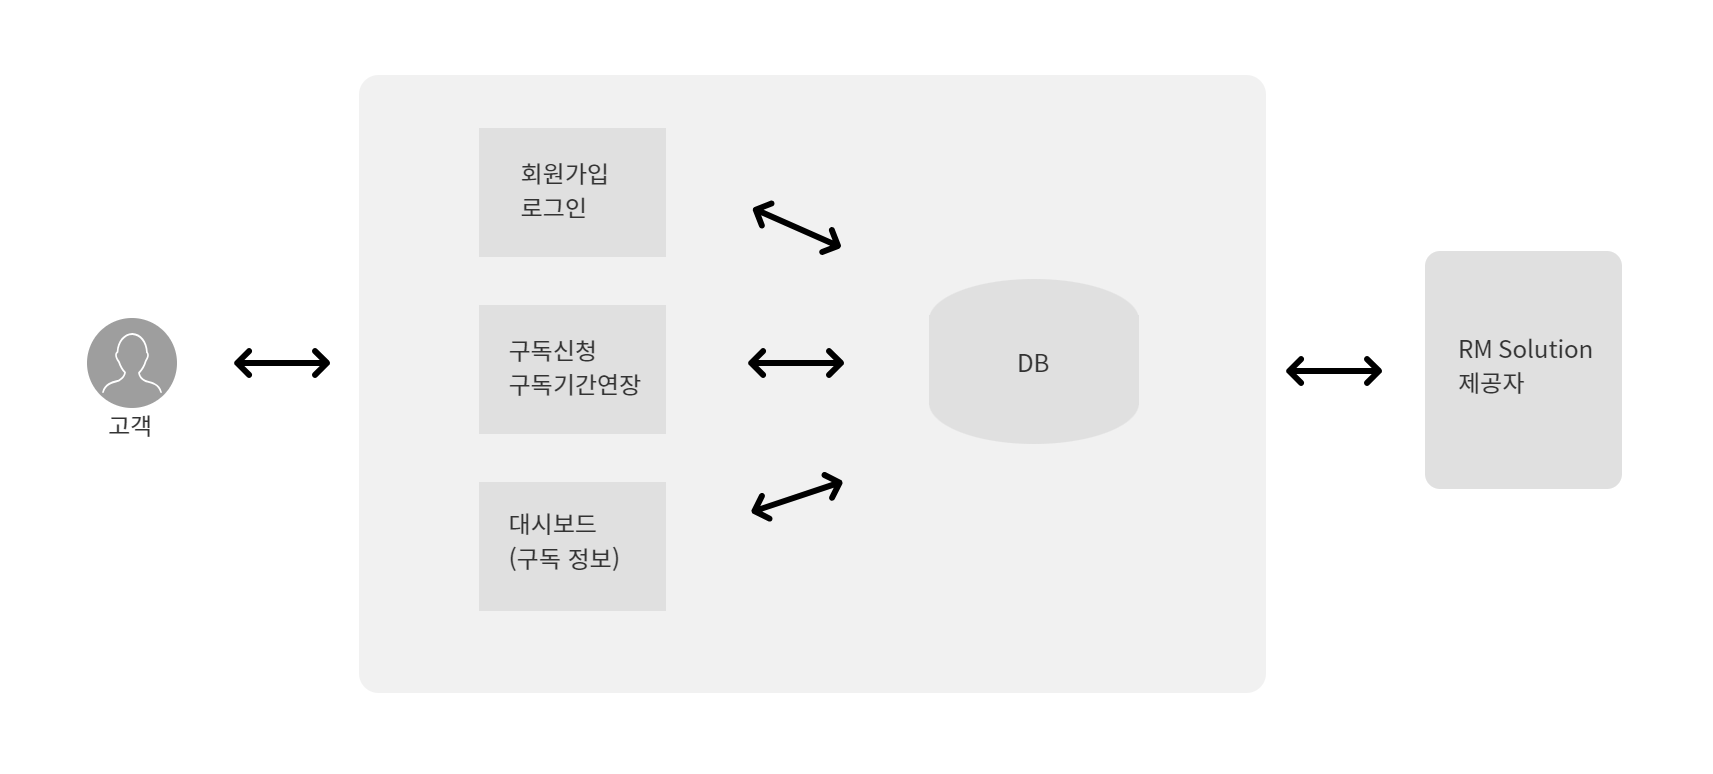 회원가입
로그인
구독신청
구독기간연장
대시보드
(구독 정보)
고객
DB
RM Solution
제공자